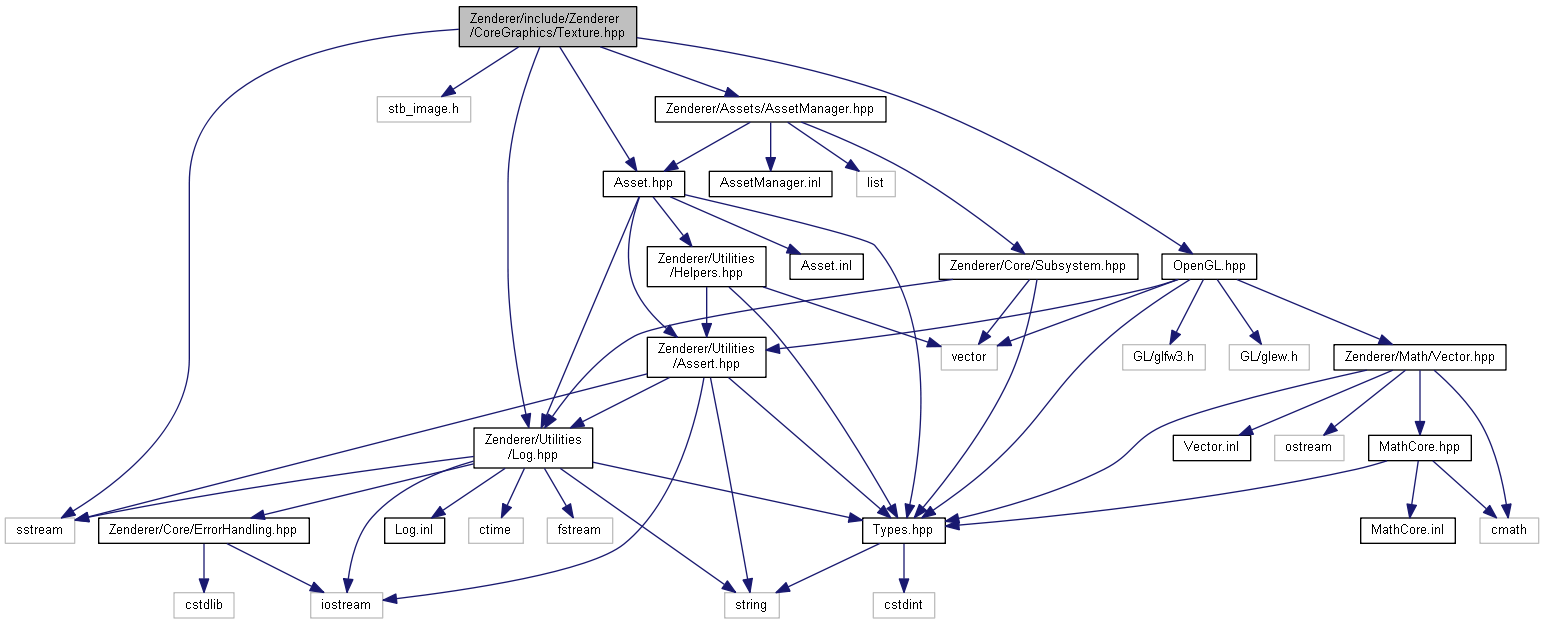 Zenderer/include/Zenderer
/CoreGraphics/Texture.hpp
stb_image.h
Zenderer/Assets/AssetManager.hpp
Asset.hpp
AssetManager.inl
list
Zenderer/Utilities
/Helpers.hpp
Asset.inl
Zenderer/Core/Subsystem.hpp
OpenGL.hpp
Zenderer/Utilities
/Assert.hpp
vector
GL/glfw3.h
GL/glew.h
Zenderer/Math/Vector.hpp
Zenderer/Utilities
/Log.hpp
Vector.inl
ostream
MathCore.hpp
sstream
Zenderer/Core/ErrorHandling.hpp
Log.inl
ctime
fstream
Types.hpp
MathCore.inl
cmath
cstdlib
iostream
string
cstdint